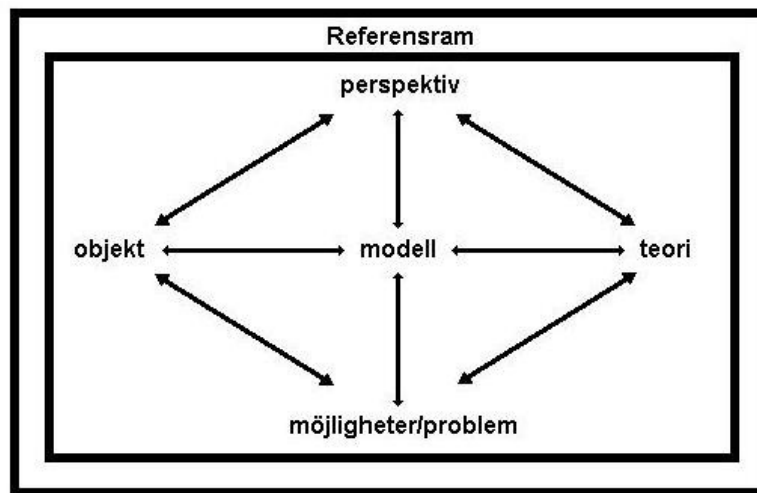 Referensram
perspektiv
objekt modell teori
möjligheter/problem